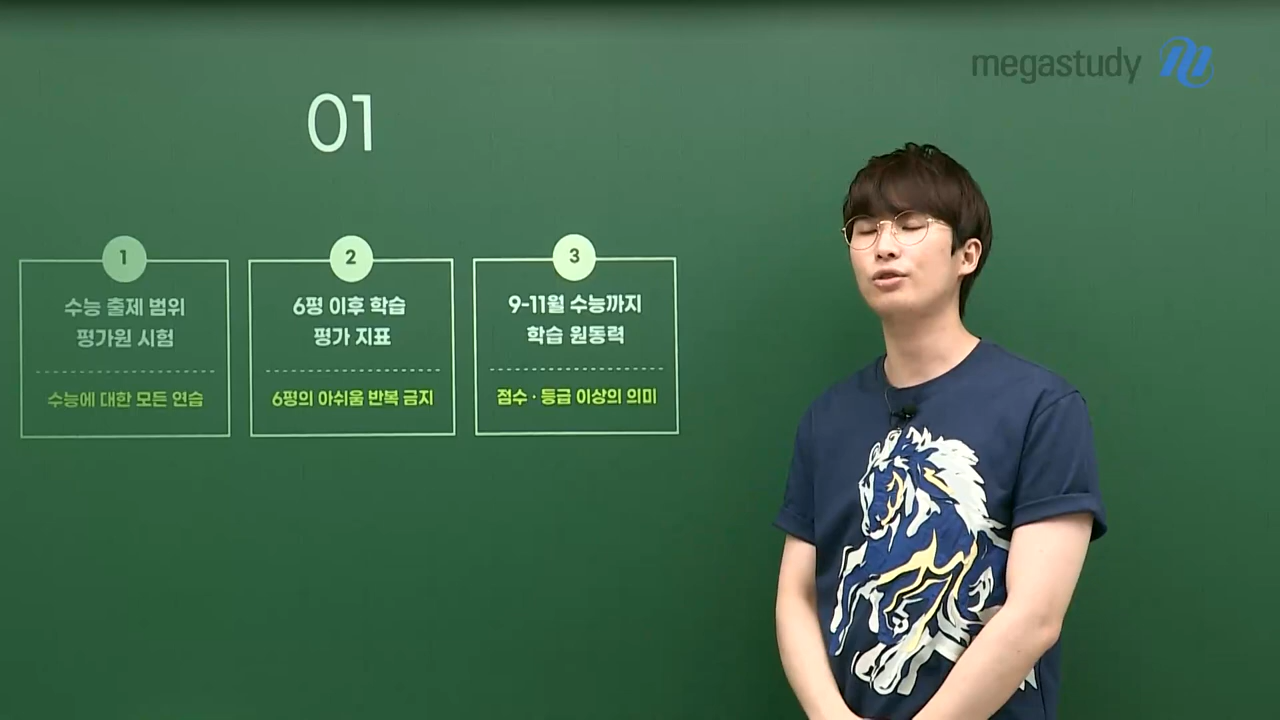 megastudy
01
1
수능 출제 범위
평가원 시험
수능에 대한 모든 연습
2
6평 이후 학습
평가 지표
6평의 아쉬움 반복 금지
3
9-11월 수능까지
학습 원동력
점수 · 등급 이상의 의미